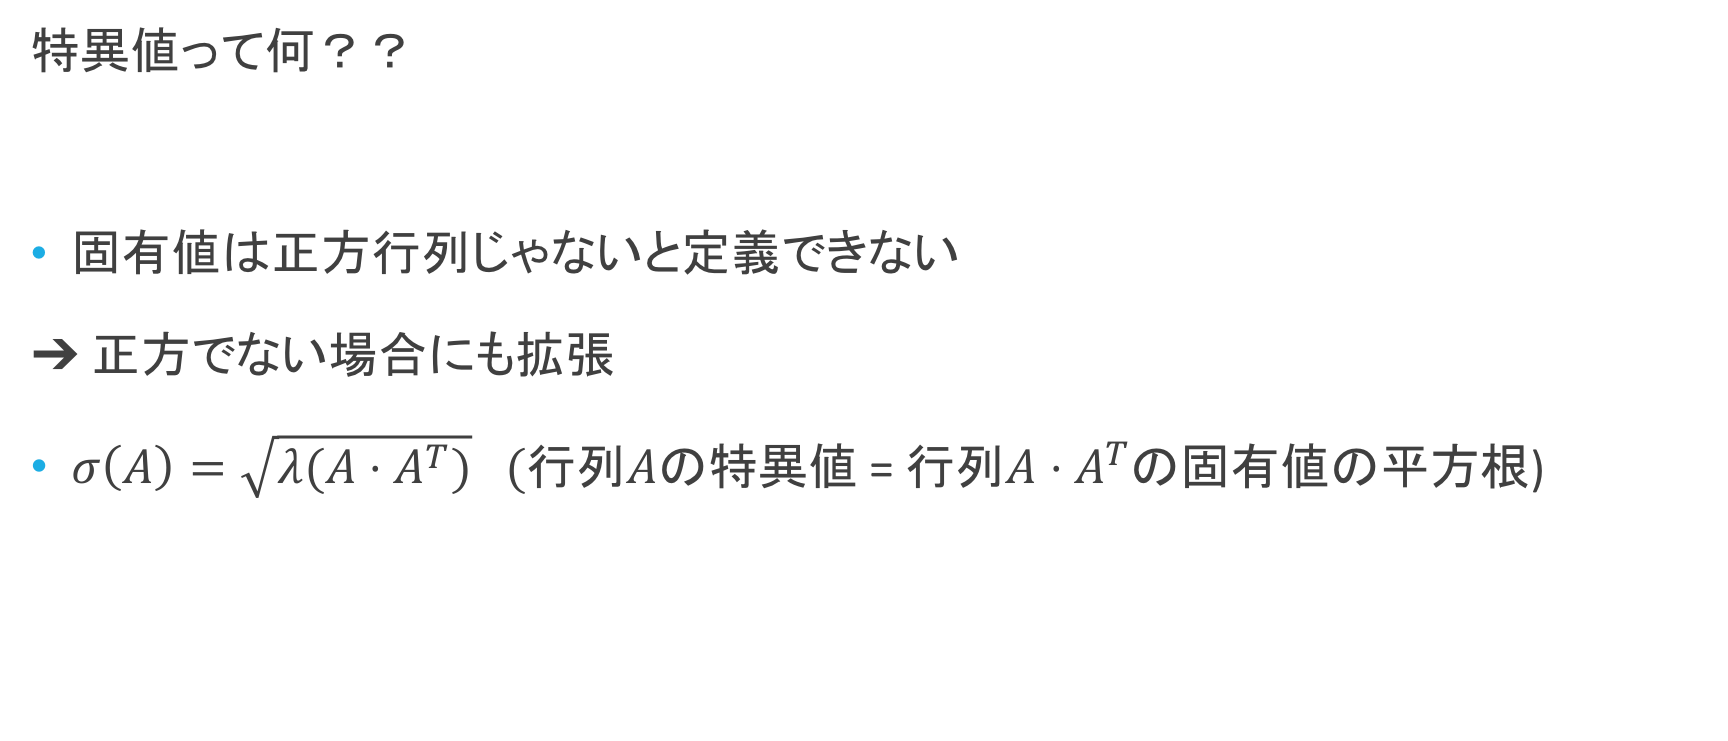 特異値って何？？
• 固有値は正方行列じゃないと定義できない
➔ 正方でない場合にも拡張
• σ(A) = √λ(A · Aᵀ) (行列Aの特異値 = 行列A · Aᵀの固有値の平方根)